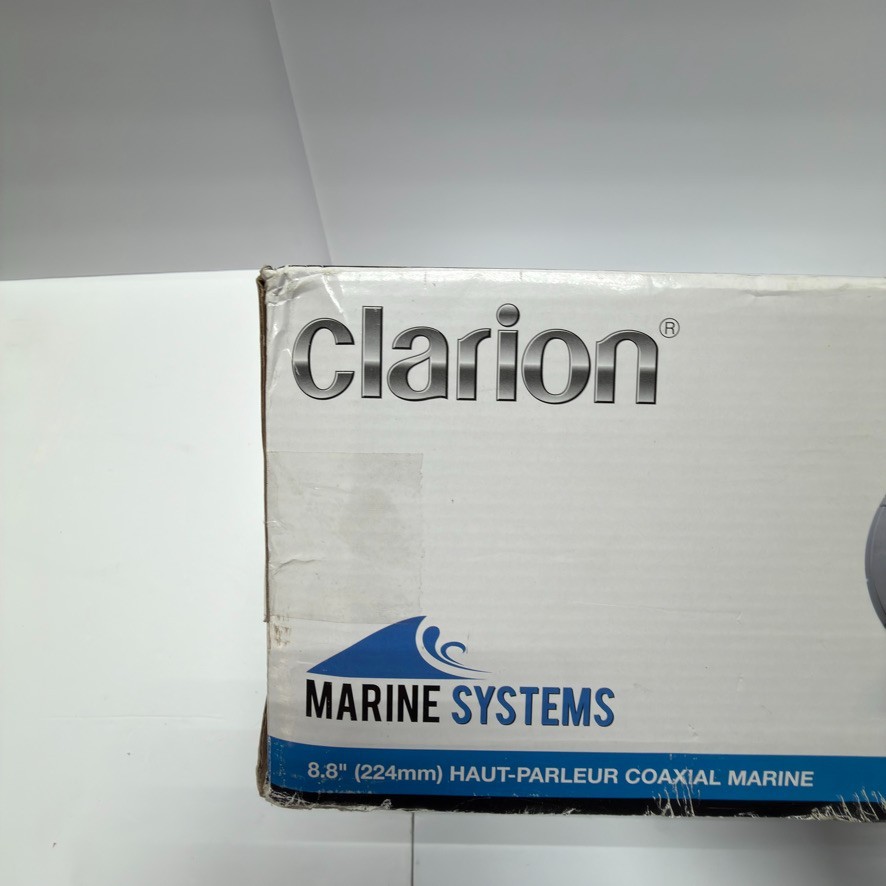 clarion®
MARINE SYSTEMS
8.8" (224mm) HAUT-PARLEUR COAXIAL MARINE